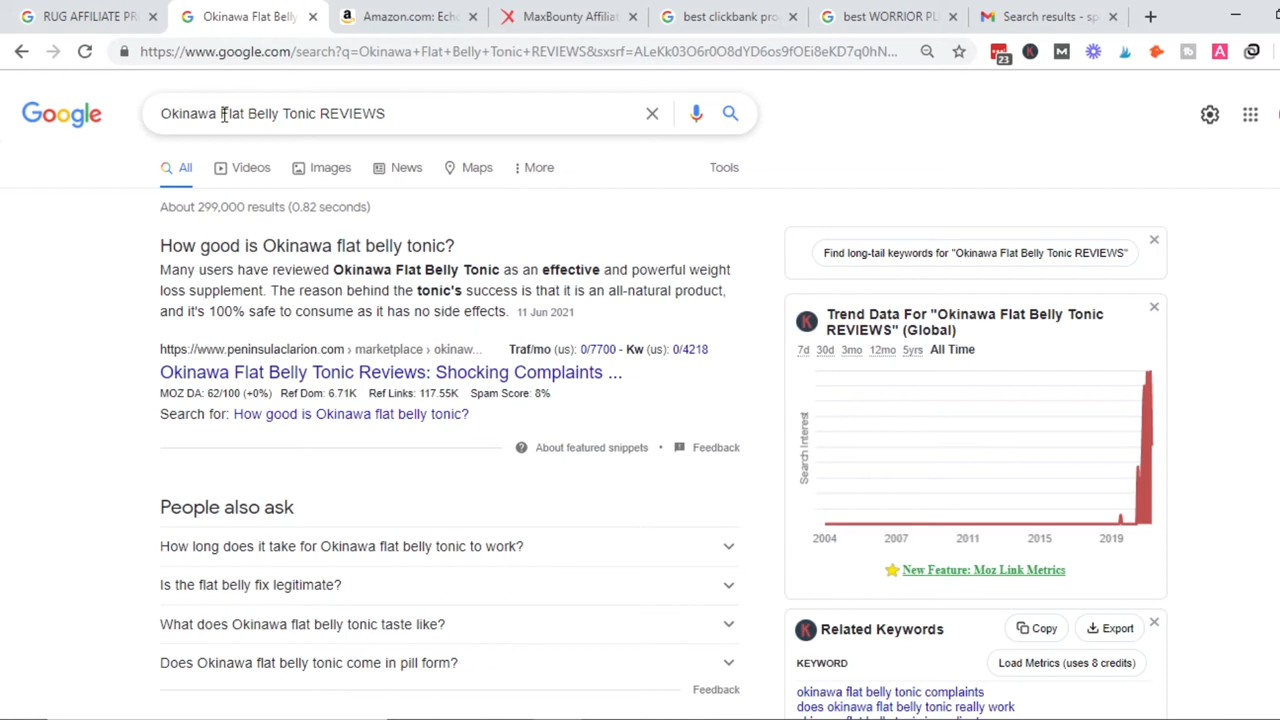 RUG AFFILIATE PR
Okinawa Flat Belly
Amazon.com: Ech
MaxBounty Affilia
best clickbank pro
best WORRIOR PL
Search results - sp
https://www.google.com/search?q=Okinawa+Flat+Belly+Tonic+REVIEWS&sxsrf=ALeKk03O6r0O8dYD6os9fOEi8eKD7q0hN...
23
Google
Okinawa Flat Belly Tonic REVIEWS
All
Videos
Images
News
Maps
More
Tools
About 299,000 results (0.82 seconds)
How good is Okinawa flat belly tonic?
Many users have reviewed Okinawa Flat Belly Tonic as an effective and powerful weight
loss supplement. The reason behind the tonic's success is that it is an all-natural product,
and it's 100% safe to consume as it has no side effects. 11 Jun 2021
https://www.peninsulaclarion.com › marketplace › okinaw... Traf/mo (us): 0/7700 - Kw (us): 0/4218
Okinawa Flat Belly Tonic Reviews: Shocking Complaints ...
MOZ DA: 62/100 (+0%) Ref Dom: 6.71K Ref Links: 117.55K Spam Score: 8%
Search for: How good is Okinawa flat belly tonic?
About featured snippets • Feedback
People also ask
How long does it take for Okinawa flat belly tonic to work?
Is the flat belly fix legitimate?
What does Okinawa flat belly tonic taste like?
Does Okinawa flat belly tonic come in pill form?
Feedback
Find long-tail keywords for "Okinawa Flat Belly Tonic REVIEWS"
Trend Data For "Okinawa Flat Belly Tonic
REVIEWS" (Global)
7d 30d 3mo 12mo 5yrs All Time
Search Interest
2004 2007 2011 2015 2019
New Feature: Moz Link Metrics
Related Keywords
Copy
Export
KEYWORD
Load Metrics (uses 8 credits)
okinawa flat belly tonic complaints
does okinawa flat belly tonic really work